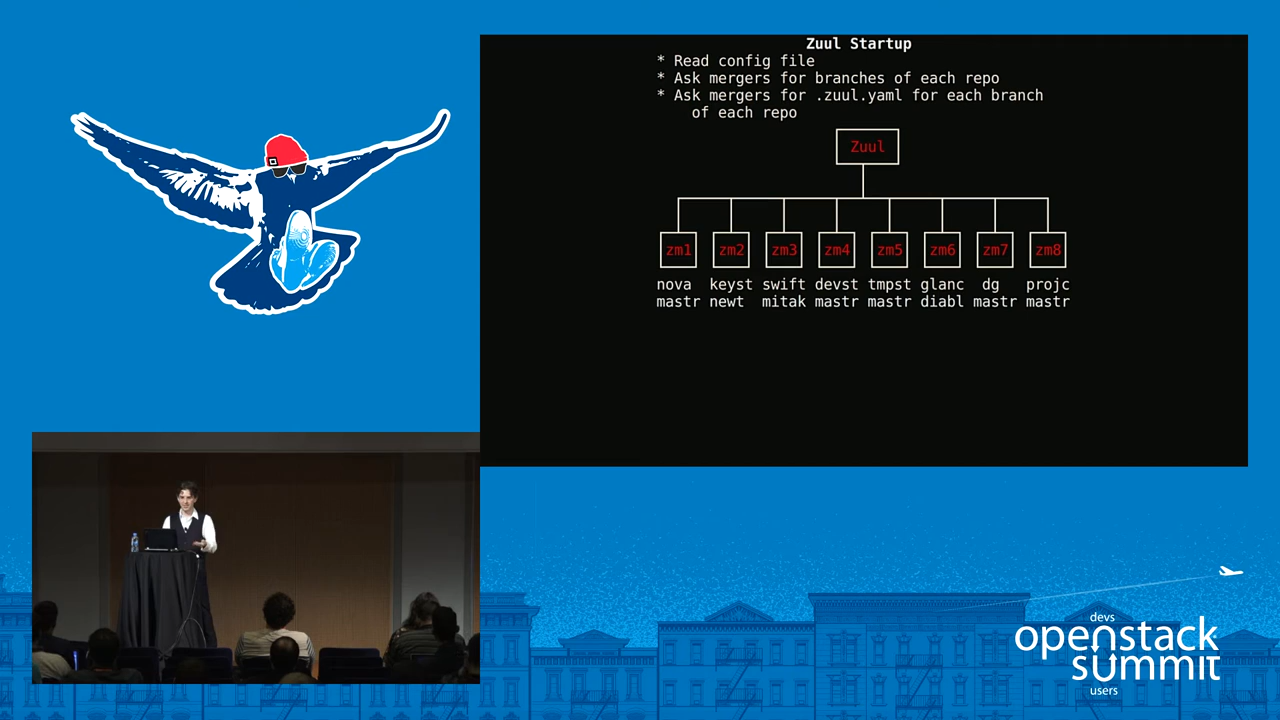 Zuul Startup
* Read config file
* Ask mergers for branches of each repo
* Ask mergers for .zuul.yaml for each branch
of each repo
Zuul
zm1 zm2 zm3 zm4 zm5 zm6 zm7 zm8
nova keyst swift devst tmpst glanc dg projc
mastr newt mitak mastr mastr diabl mastr mastr
devs
openstack
summit
users